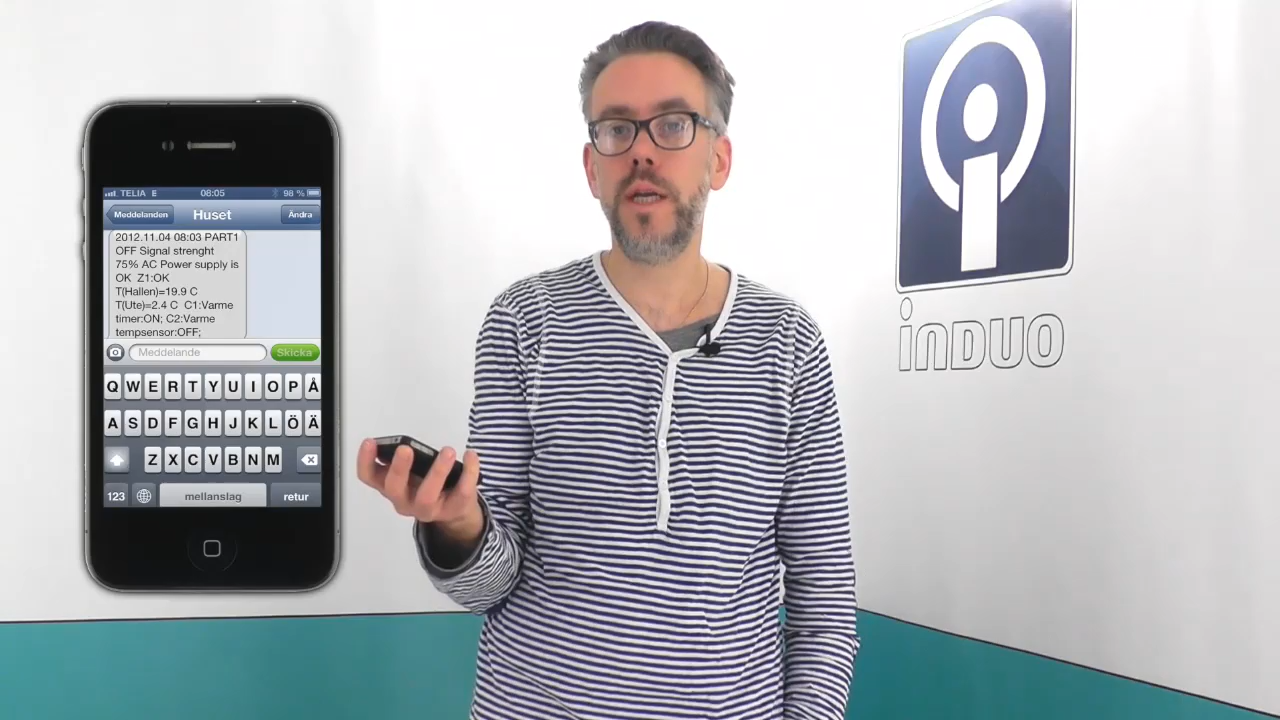 TELIA E 08:05 98 %
Meddelanden Huset Ändra
2012.11.04 08:03 PART1
OFF Signal strenght
75% AC Power supply is
OK Z1:OK
T(Hallen)=19.9 C
T(Ute)=2.4 C C1:Varme
timer:ON; C2:Varme
tempsensor:OFF;
Meddelande Skicka
Q W E R T Y U I O P Å
A S D F G H J K L Ö Ä
Z X C V B N M
123 mellanslag retur
iNDUO